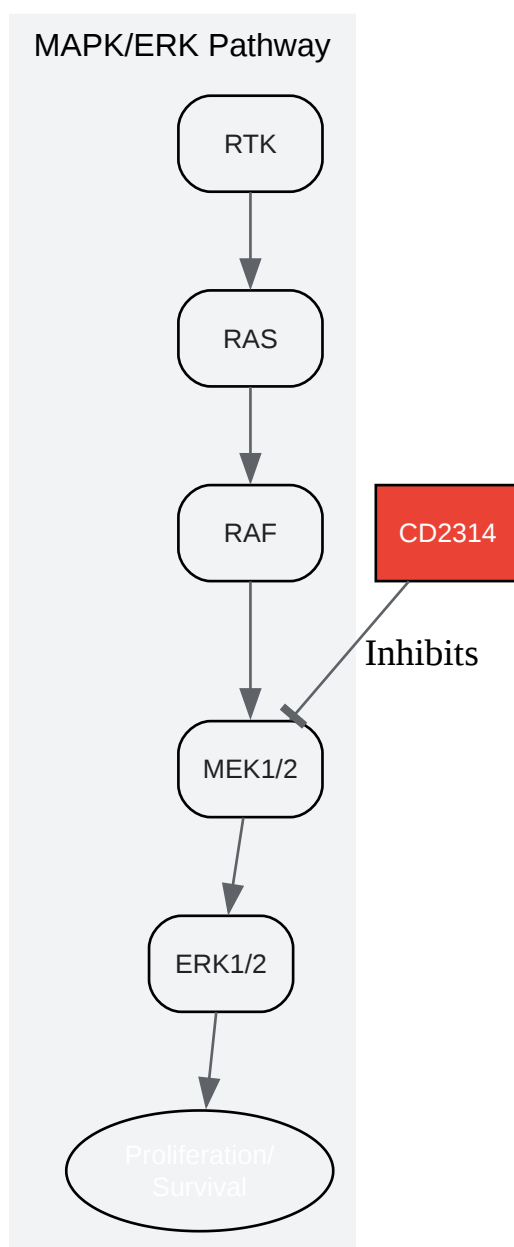 MAPK/ERK Pathway
RTK
RAS
RAF
CD2314
Inhibits
MEK1/2
ERK1/2
Proliferation/
Survival